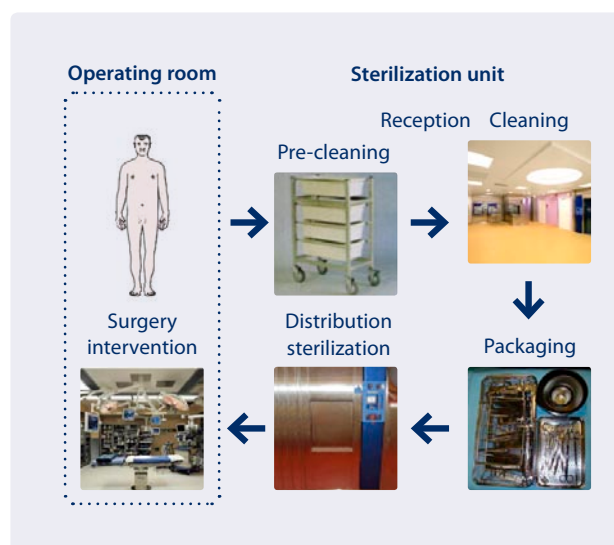 Operating room
Sterilization unit
Reception
Cleaning
Pre-cleaning
Surgery
intervention
Distribution
sterilization
Packaging